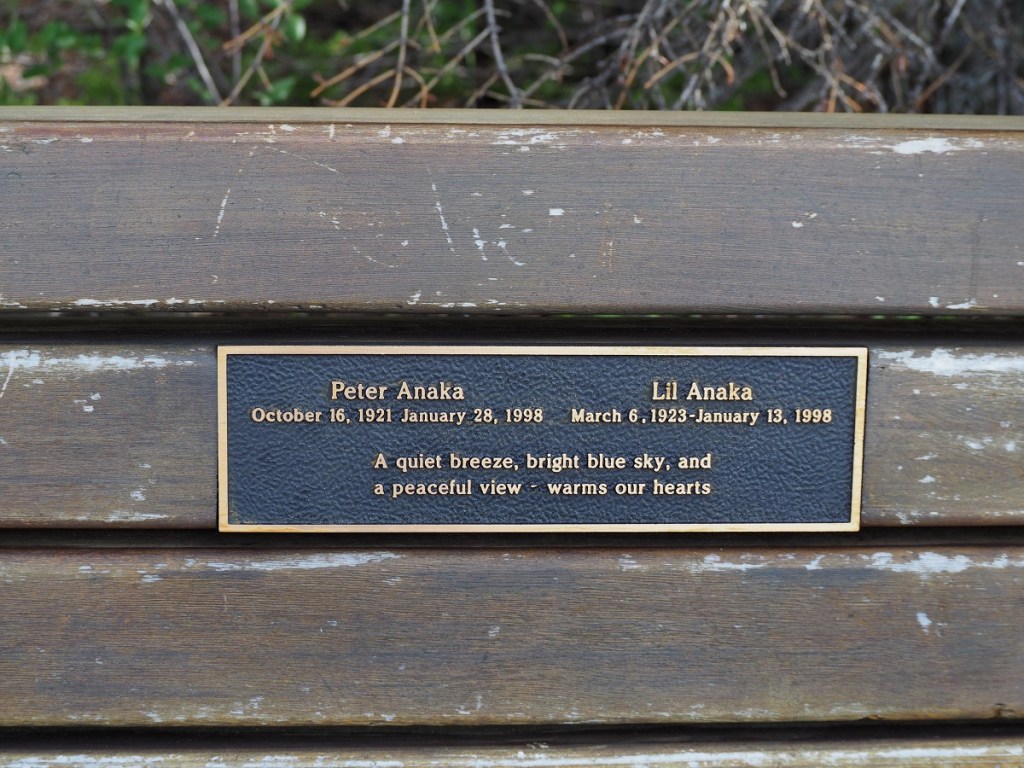 Peter Anaka Lil Anaka
October 16, 1921 January 28, 1998 March 6, 1923-January 13, 1998
A quiet breeze, bright blue sky, and
a peaceful view - warms our hearts